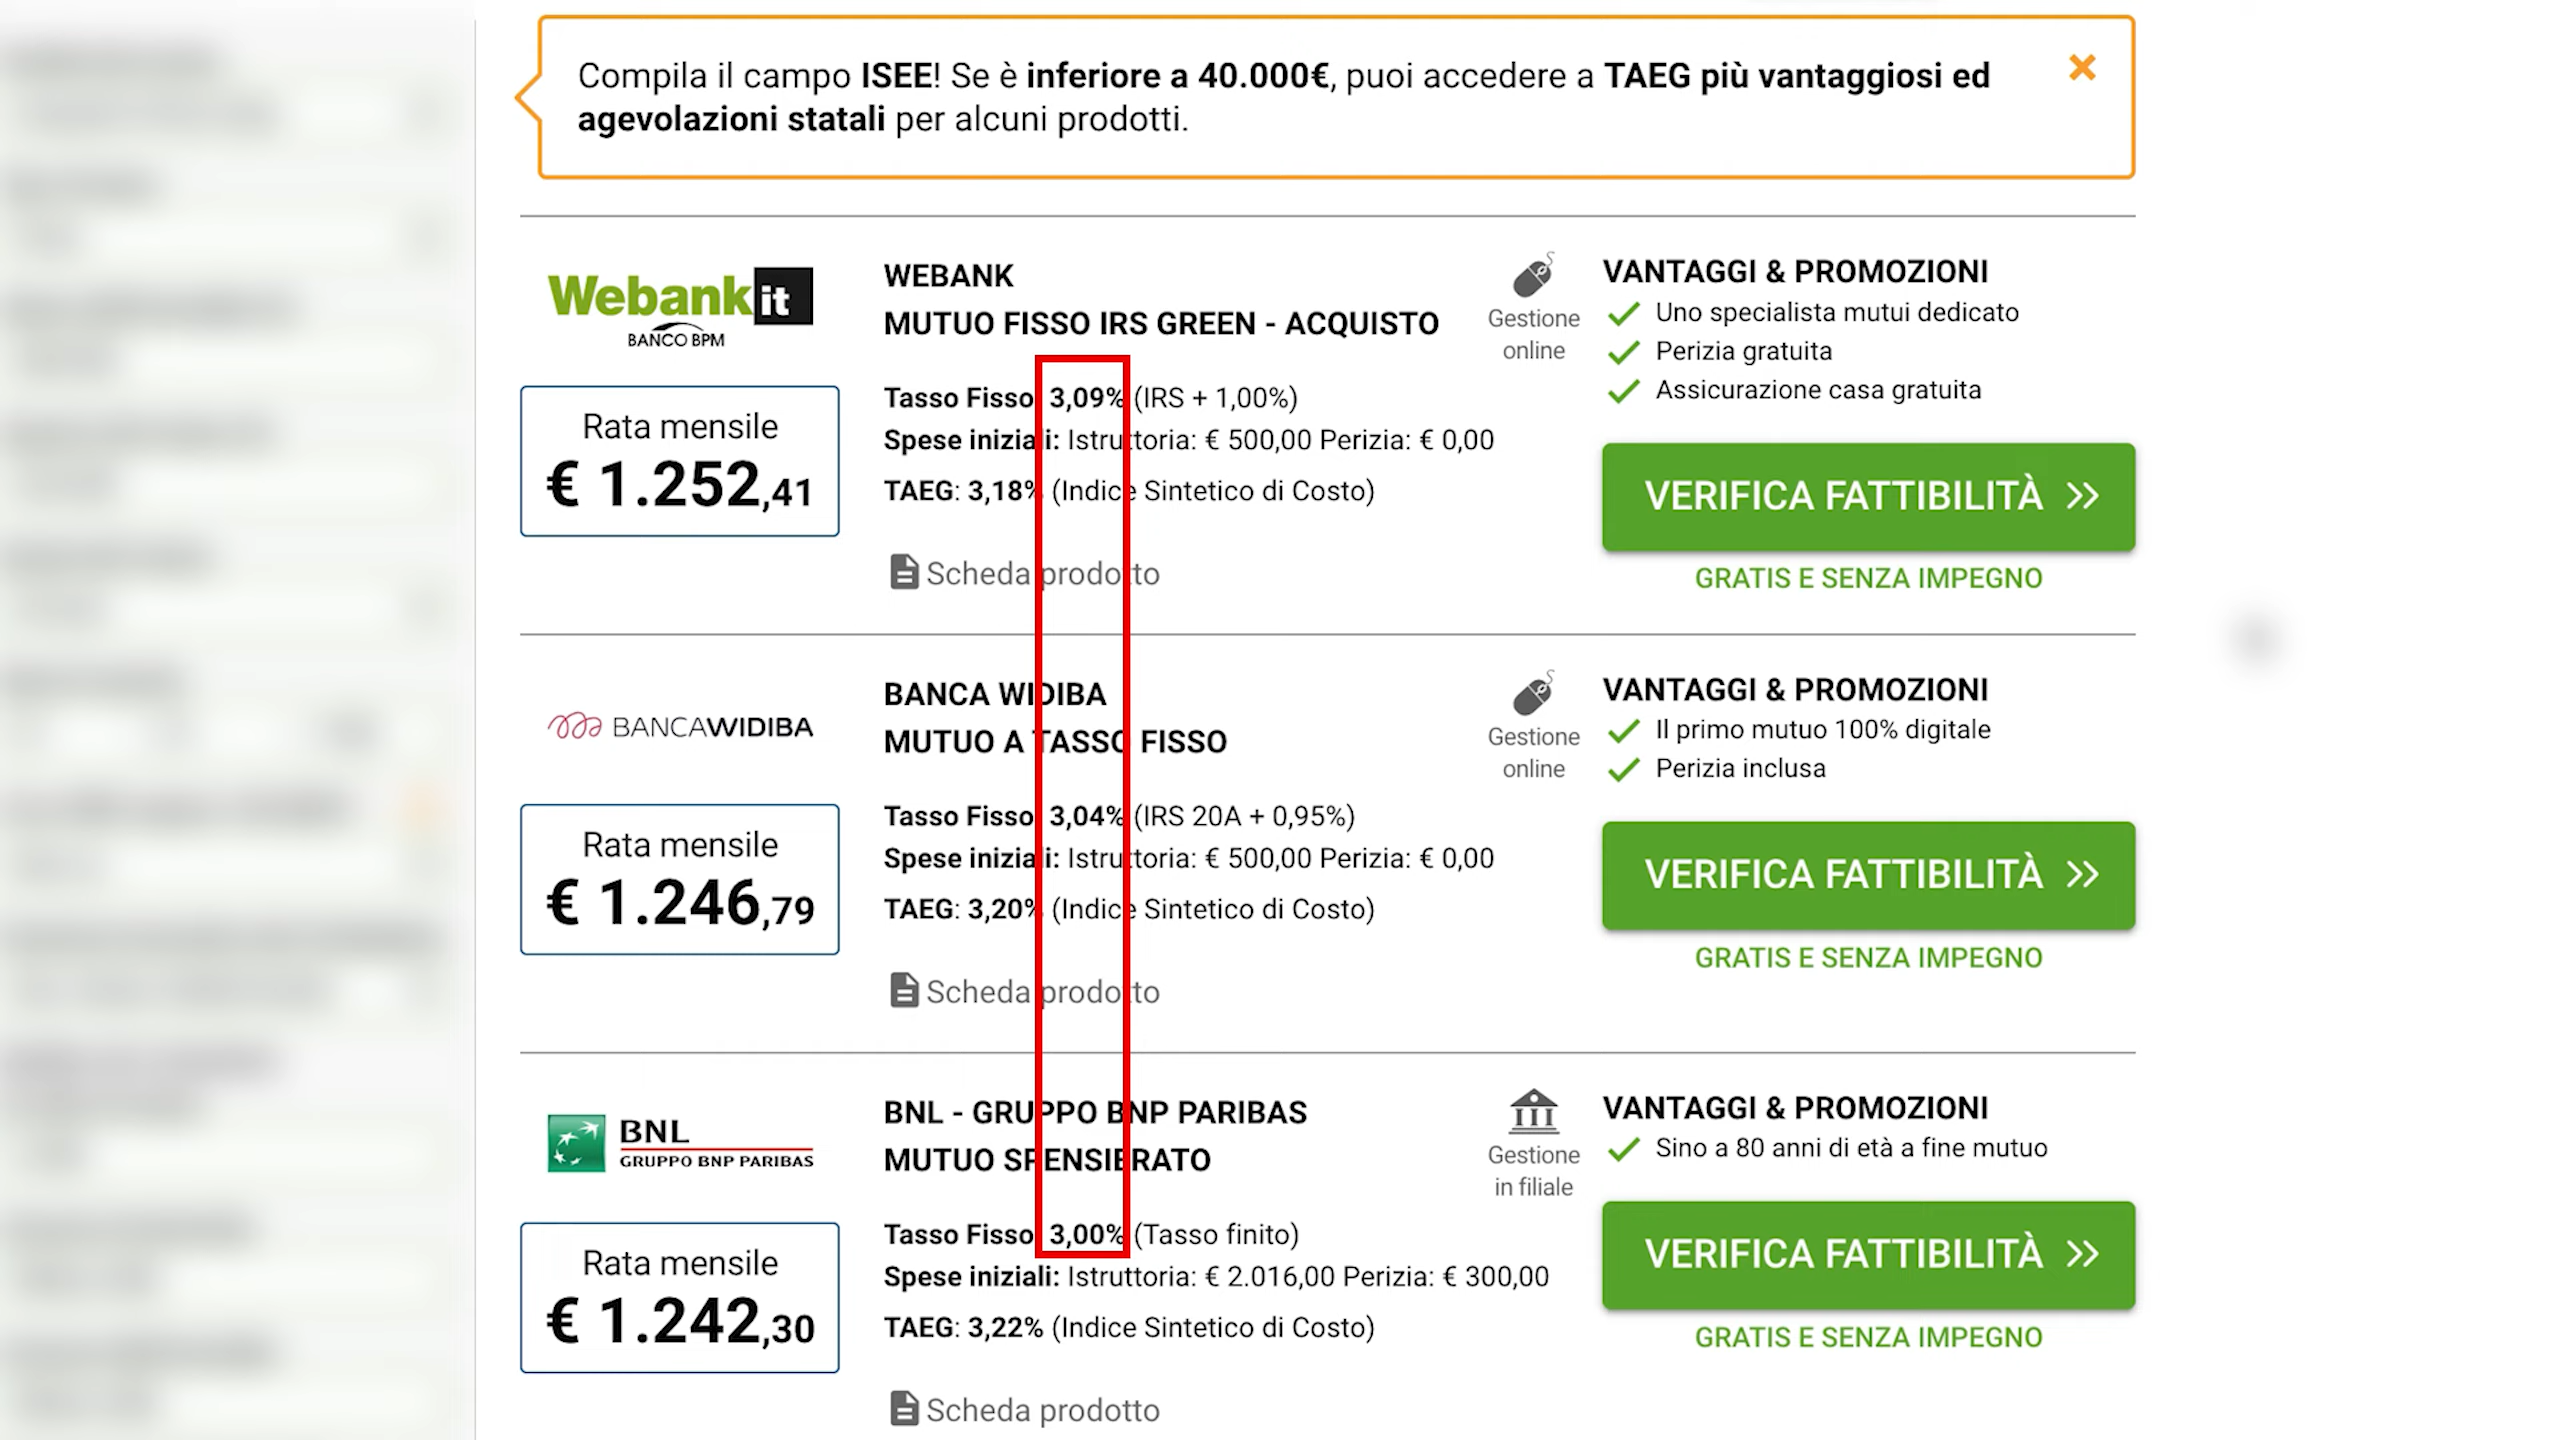 Compila il campo ISEE! Se è inferiore a 40.000€, puoi accedere a TAEG più vantaggiosi ed
agevolazioni statali per alcuni prodotti.
Webank it
BANCO BPM
WEBANK
MUTUO FISSO IRS GREEN - ACQUISTO
Gestione
online
Rata mensile
€ 1.252,41
Tasso Fisso 3,09% (IRS + 1,00%)
Spese iniziali: Istruttoria: € 500,00 Perizia: € 0,00
TAEG: 3,18% (Indice Sintetico di Costo)
Scheda prodotto
VANTAGGI & PROMOZIONI
Uno specialista mutui dedicato
Perizia gratuita
Assicurazione casa gratuita
VERIFICA FATTIBILITÀ
GRATIS E SENZA IMPEGNO
BANCAWIDIBA
BANCA WIDIBA
MUTUO A TASSO FISSO
Gestione
online
Rata mensile
€ 1.246,79
Tasso Fisso 3,04% (IRS 20A + 0,95%)
Spese iniziali: Istruttoria: € 500,00 Perizia: € 0,00
TAEG: 3,20% (Indice Sintetico di Costo)
Scheda prodotto
VANTAGGI & PROMOZIONI
Il primo mutuo 100% digitale
Perizia inclusa
VERIFICA FATTIBILITÀ
GRATIS E SENZA IMPEGNO
BNL
GRUPPO BNP PARIBAS
BNL - GRUPPO BNP PARIBAS
MUTUO SPENSIERATO
Gestione
in filiale
Rata mensile
€ 1.242,30
Tasso Fisso 3,00% (Tasso finito)
Spese iniziali: Istruttoria: € 2.016,00 Perizia: € 300,00
TAEG: 3,22% (Indice Sintetico di Costo)
Scheda prodotto
VANTAGGI & PROMOZIONI
Sino a 80 anni di età a fine mutuo
VERIFICA FATTIBILITÀ
GRATIS E SENZA IMPEGNO